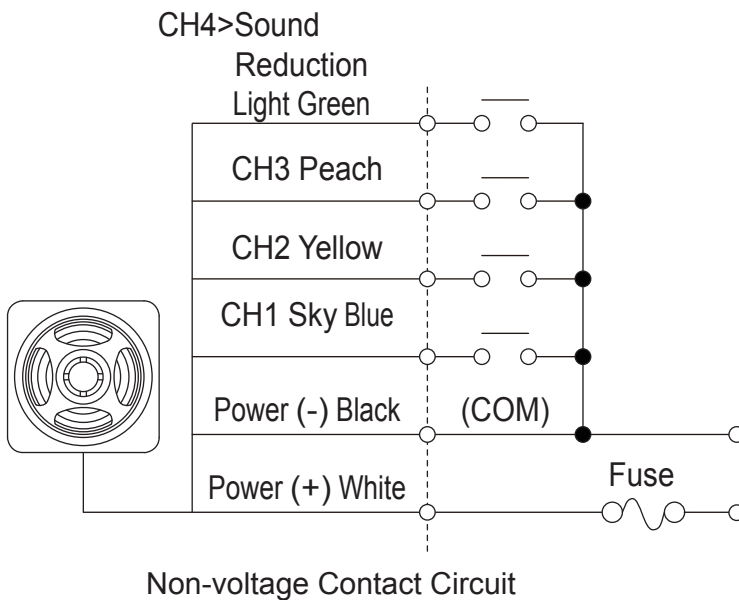 CH4>Sound
Reduction
Light Green
CH3 Peach
CH2 Yellow
CH1 Sky Blue
Power (-) Black (COM)
Power (+) White Fuse
Non-voltage Contact Circuit